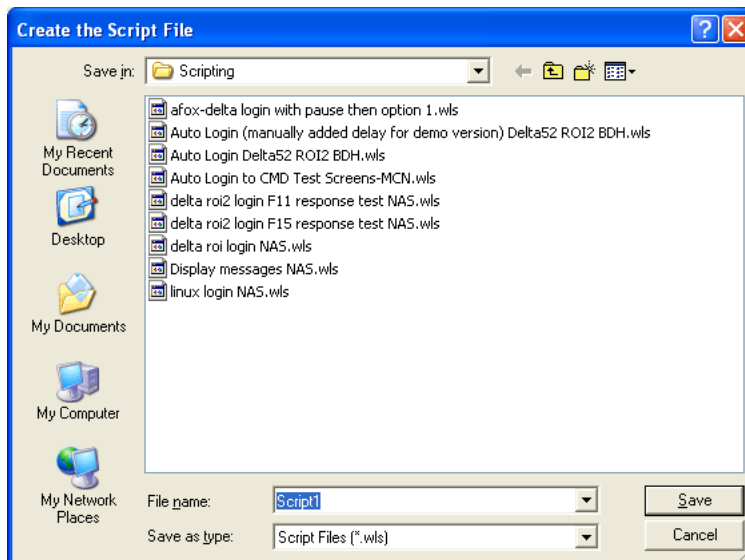 Create the Script File
Save in: Scripting
My Recent
Documents
Desktop
My Documents
My Computer
My Network
Places
afox-delta login with pause then option 1.wls
Auto Login (manually added delay for demo version) Delta52 ROI2 BDH.wls
Auto Login Delta52 ROI2 BDH.wls
Auto Login to CMD Test Screens-MCN.wls
delta roi2 login F11 response test NAS.wls
delta roi2 login F15 response test NAS.wls
delta roi login NAS.wls
Display messages NAS.wls
linux login NAS.wls
File name: Script1 Save
Save as type: Script Files (*.wls) Cancel